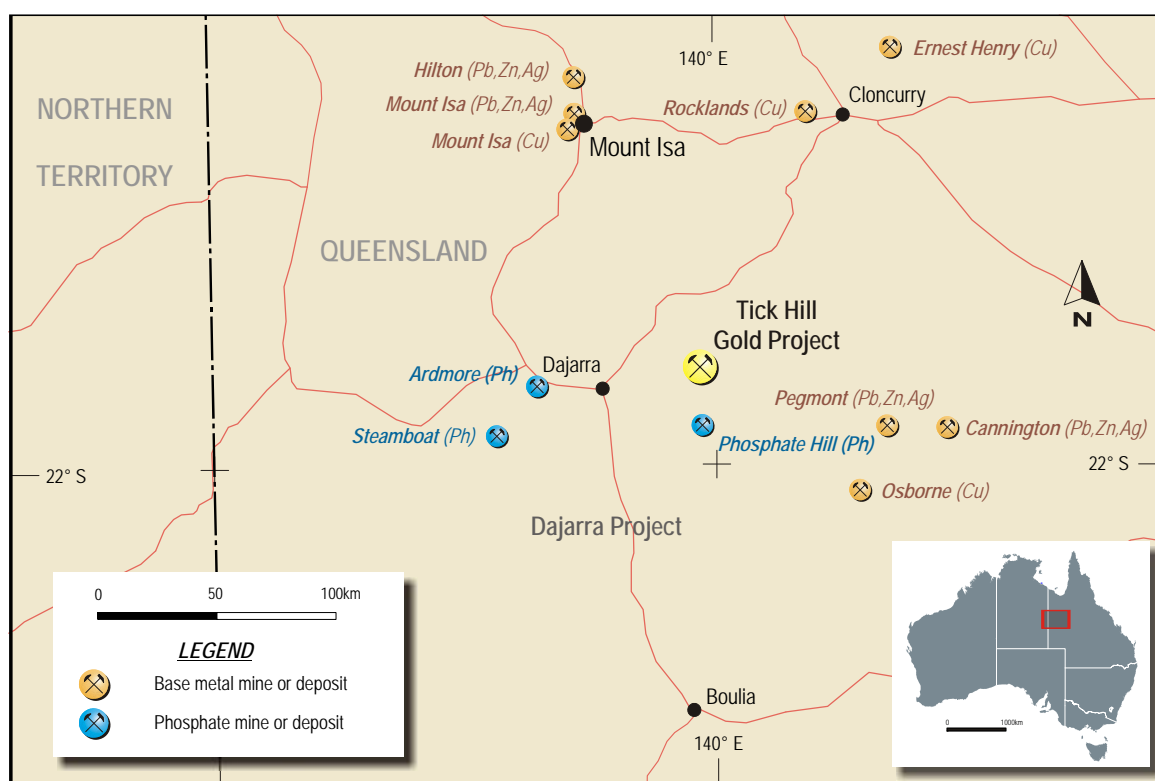 140° E
Ernest Henry (Cu)
Hilton (Pb,Zn,Ag)
NORTHERN
TERRITORY
Mount Isa (Pb,Zn,Ag)
Rocklands (Cu)
Cloncurry
Mount Isa (Cu)
Mount Isa
QUEENSLAND
N
Tick Hill
Gold Project
Dajarra
Ardmore (Ph)
Pegmont (Pb,Zn,Ag)
Steamboat (Ph)
Phosphate Hill (Ph)
Cannington (Pb,Zn,Ag)
22° S
22° S
Osborne (Cu)
Dajarra Project
0 50 100km
LEGEND
Base metal mine or deposit
Phosphate mine or deposit
Boulia
140° E
0 1000km